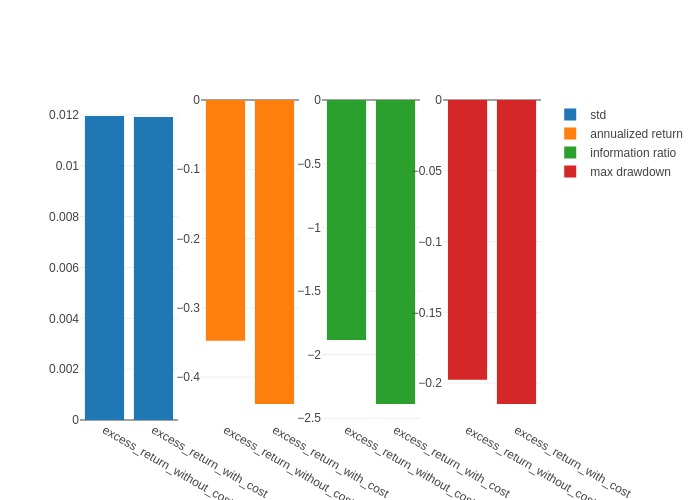 0.012
0.01
0.008
0.006
0.004
0.002
0
0
−0.1
−0.2
−0.3
−0.4
0
−0.5
−1
−1.5
−2
−2.5
0
−0.05
−0.1
−0.15
−0.2
excess_return_with_cost
excess_return_with_cost
excess_return_with_cost
excess_return_with_cost
std
annualized return
information ratio
max drawdown